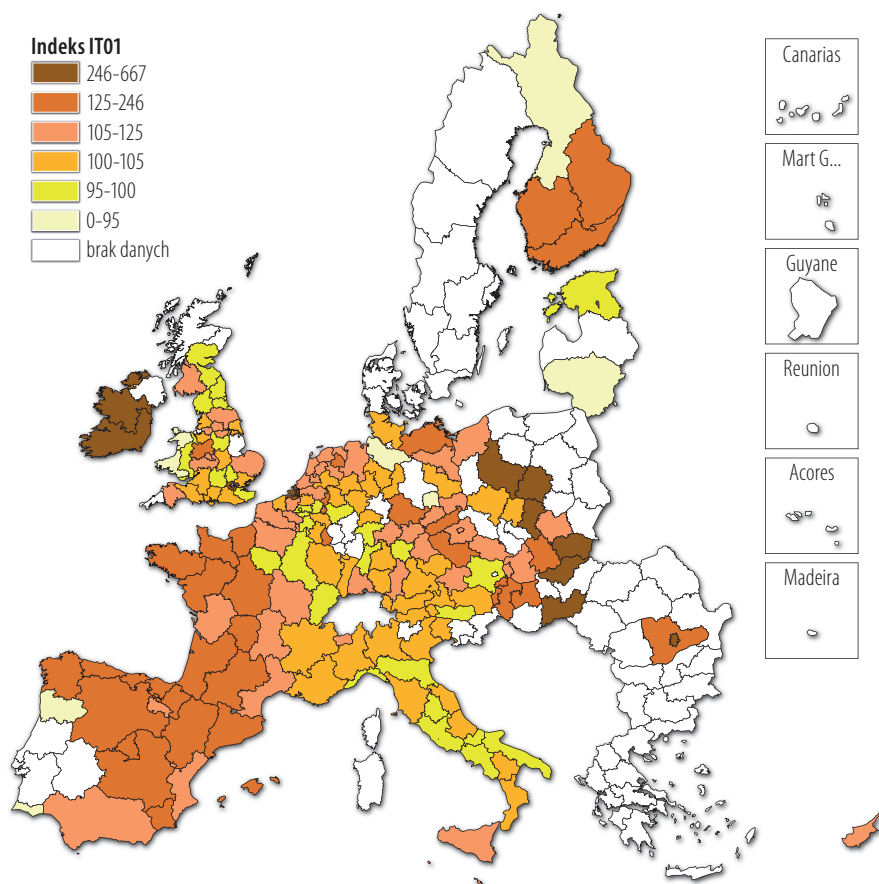 Indeks IT01
246-667
125-246
105-125
100-105
95-100
0-95
brak danych
Canarias
Mart G...
Guyane
Reunion
Acores
Madeira